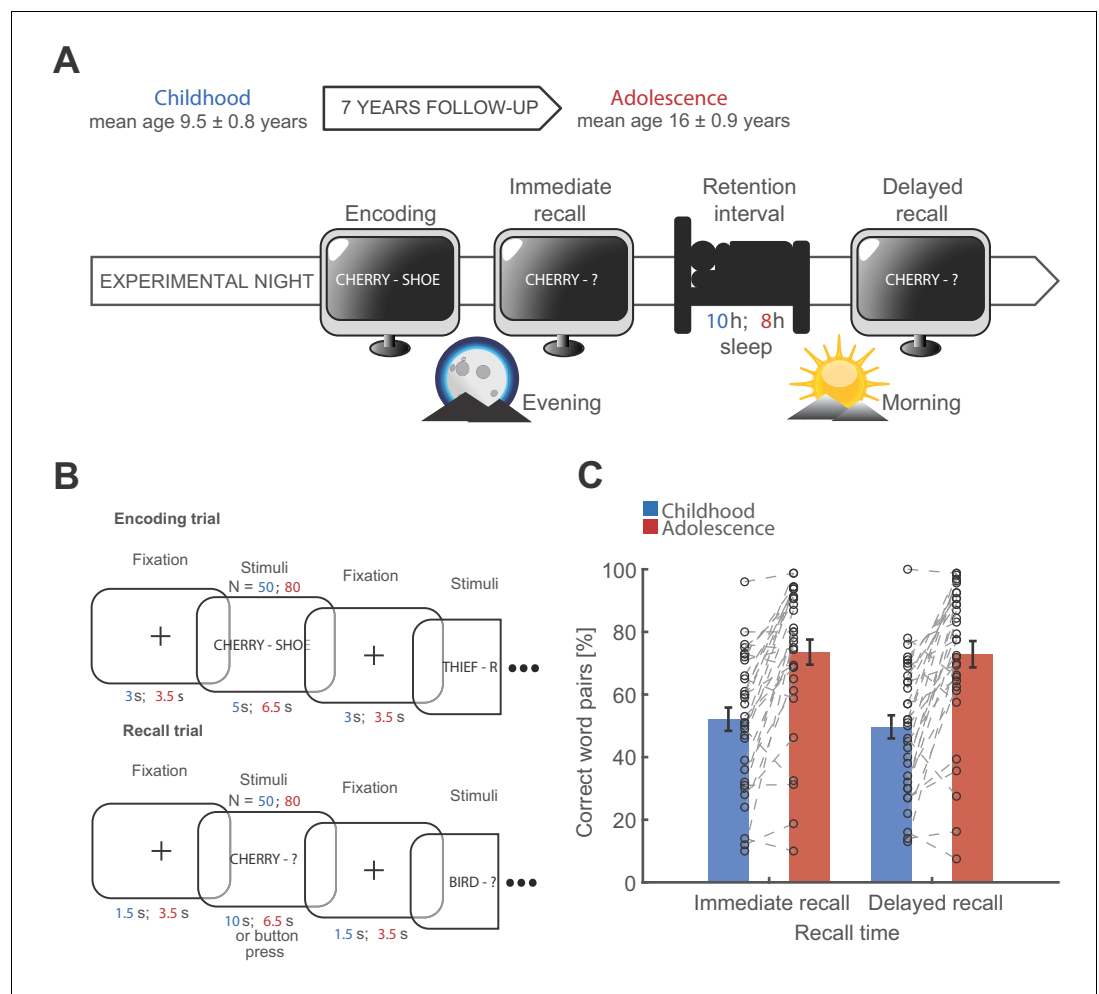 A
Childhood
mean age 9.5 ± 0.8 years
7 YEARS FOLLOW-UP
Adolescence
mean age 16 ± 0.9 years
Encoding
Immediate
recall
Retention
interval
Delayed
recall
EXPERIMENTAL NIGHT
CHERRY - SHOE
CHERRY - ?
CHERRY - ?
10h; 8h
sleep
Evening
Morning
B
Encoding trial
Fixation
Stimuli
N = 50; 80
Fixation
Stimuli
CHERRY - SHOE
THIEF - R
3s; 3.5 s
5s; 6.5 s
3s; 3.5 s
Recall trial
Fixation
Stimuli
N = 50; 80
Fixation
Stimuli
CHERRY - ?
BIRD - ?
1.5 s; 3.5 s
10s; 6.5 s
or button
press
1.5 s; 3.5 s
C
Childhood
Adolescence
Correct word pairs [%]
100
80
60
40
20
0
Immediate recall
Delayed recall
Recall time